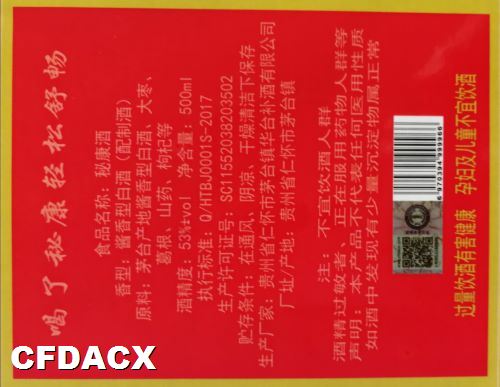 喝了秘康轻松舒畅
食品名称：秘康酒
香型：酱香型白酒（配制酒）
原料：茅台产地酱香型白酒、大枣、
葛根、山药、枸杞等
酒精度：53%vol 净含量：500ml
执行标准：Q/HTBJ0001S-2017
生产许可证号：SC11552038203502
贮存条件：在通风、阴凉、干燥清洁下保存
生产厂家：贵州省仁怀市茅台镇华台补酒有限公司
厂址/产地：贵州省仁怀市茅台镇
注：不宜饮酒人群
酒精过敏者、正在服用药物人群等
声明：本产品不代表任何医用性质
如酒中发现有少量沉淀物属正常
6970394999966
过量饮酒有害健康 孕妇及儿童不宜饮酒
CFDACX